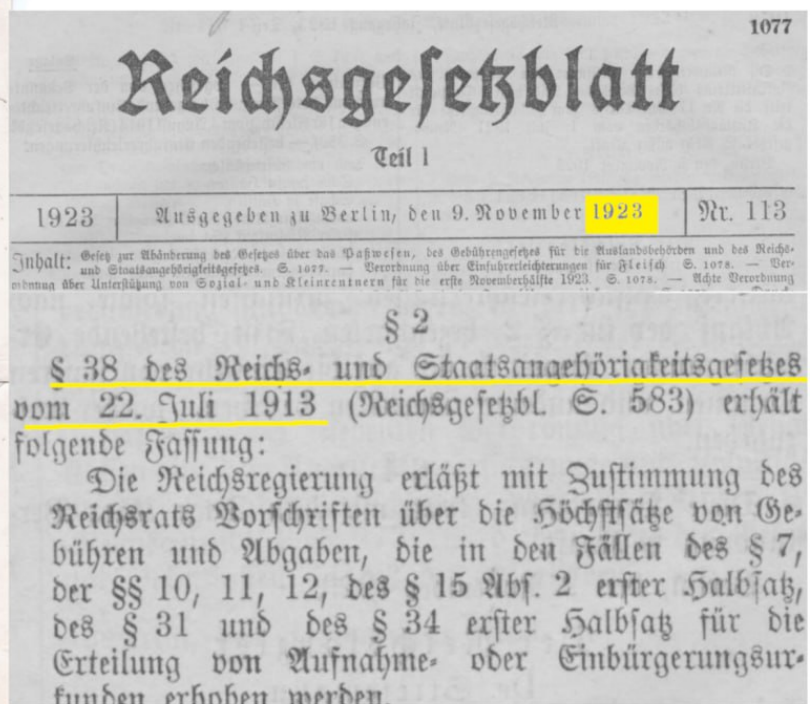 1077
Reichsgesetzblatt
Teil I
1923
Ausgegeben zu Berlin, den 9. November 1923
Nr. 113
Inhalt: Gesetz zur Abänderung des Gesetzes über das Paßwesen, des Gebührengesetzes für die Auslandsbehörden und des Reichs-
und Staatsangehörigkeitsgesetzes. S. 1077. — Verordnung über Einfuhrerleichterungen für Fleisch S. 1078. — Ver-
ordnung über Unterstützung von Sozial- und Kleinrentnern für die erste Novemberhälfte 1923. S. 1078. — Achte Verordnung
§ 2
§ 38 des Reichs- und Staatsangehörigkeitsgesetzes
vom 22. Juli 1913 (Reichsgesetzbl. S. 583) erhält
folgende Fassung:
Die Reichsregierung erläßt mit Zustimmung des
Reichsrats Vorschriften über die Höchstsätze von Ge-
bühren und Abgaben, die in den Fällen des § 7,
der §§ 10, 11, 12, des § 15 Abs. 2 erster Halbsatz,
des § 31 und des § 34 erster Halbsatz für die
Erteilung von Aufnahme- oder Einbürgerungsur-
kunden erhoben werden.